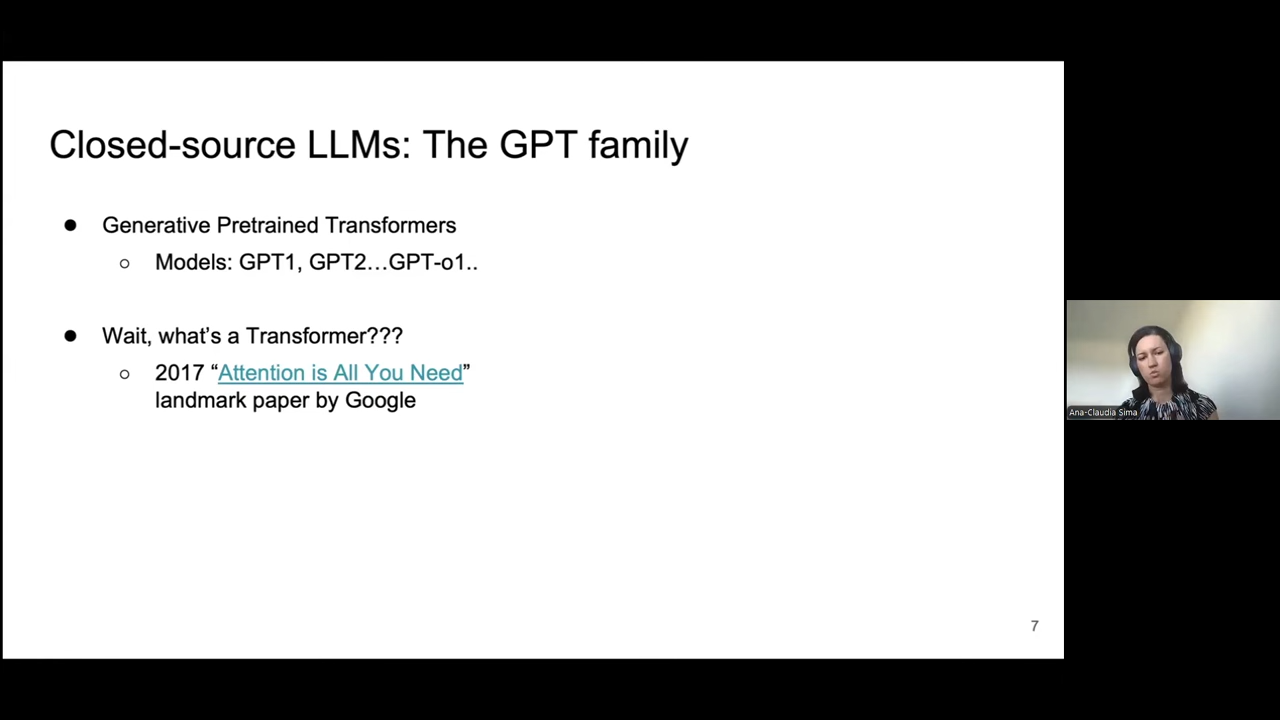 Closed-source LLMs: The GPT family
● Generative Pretrained Transformers
○ Models: GPT1, GPT2…GPT-o1..
● Wait, what’s a Transformer???
○ 2017 “Attention is All You Need”
landmark paper by Google
Ana-Claudia Sima
7